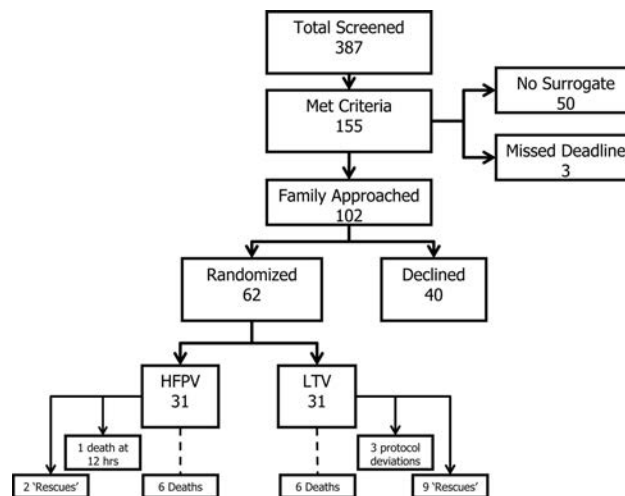 Total Screened
387
Met Criteria
155
No Surrogate
50
Missed Deadline
3
Family Approached
102
Randomized
62
Declined
40
HFPV
31
LTV
31
1 death at
12 hrs
3 protocol
deviations
2 ‘Rescues’
6 Deaths
6 Deaths
9 ‘Rescues’